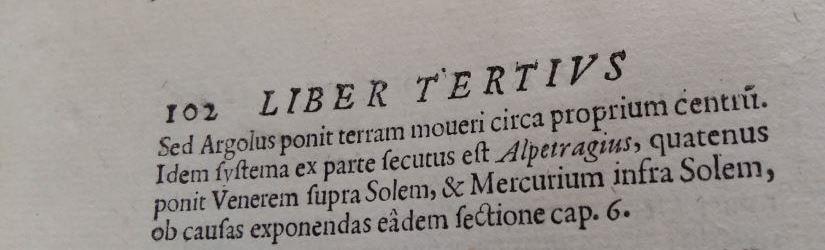 102 LIBER TERTIVS
Sed Argolus ponit terram moueri circa proprium centrũ.
Idem ſyſtema ex parte ſecutus eſt Alpetragius, quatenus
ponit Venerem ſupra Solem, & Mercurium infra Solem,
ob cauſas exponendas eâdem ſectione cap. 6.